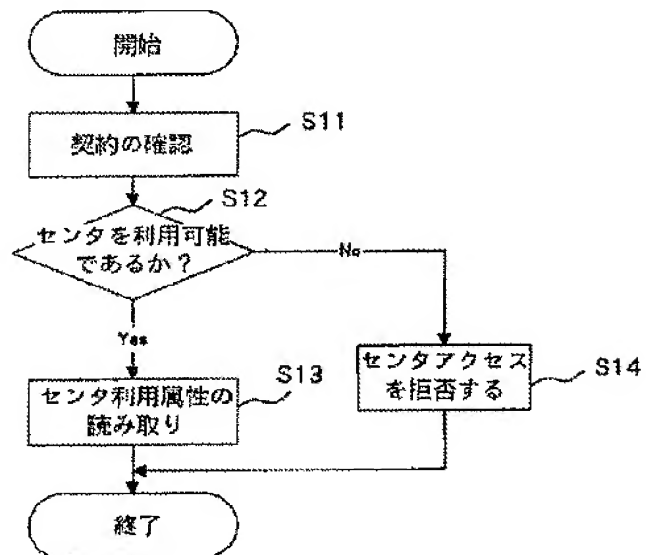 開始
契約の確認
S11
S12
センタを利用可能
であるか？
No
Yes
センタ利用属性の
読み取り
S13
センタアクセス
を拒否する
S14
終了